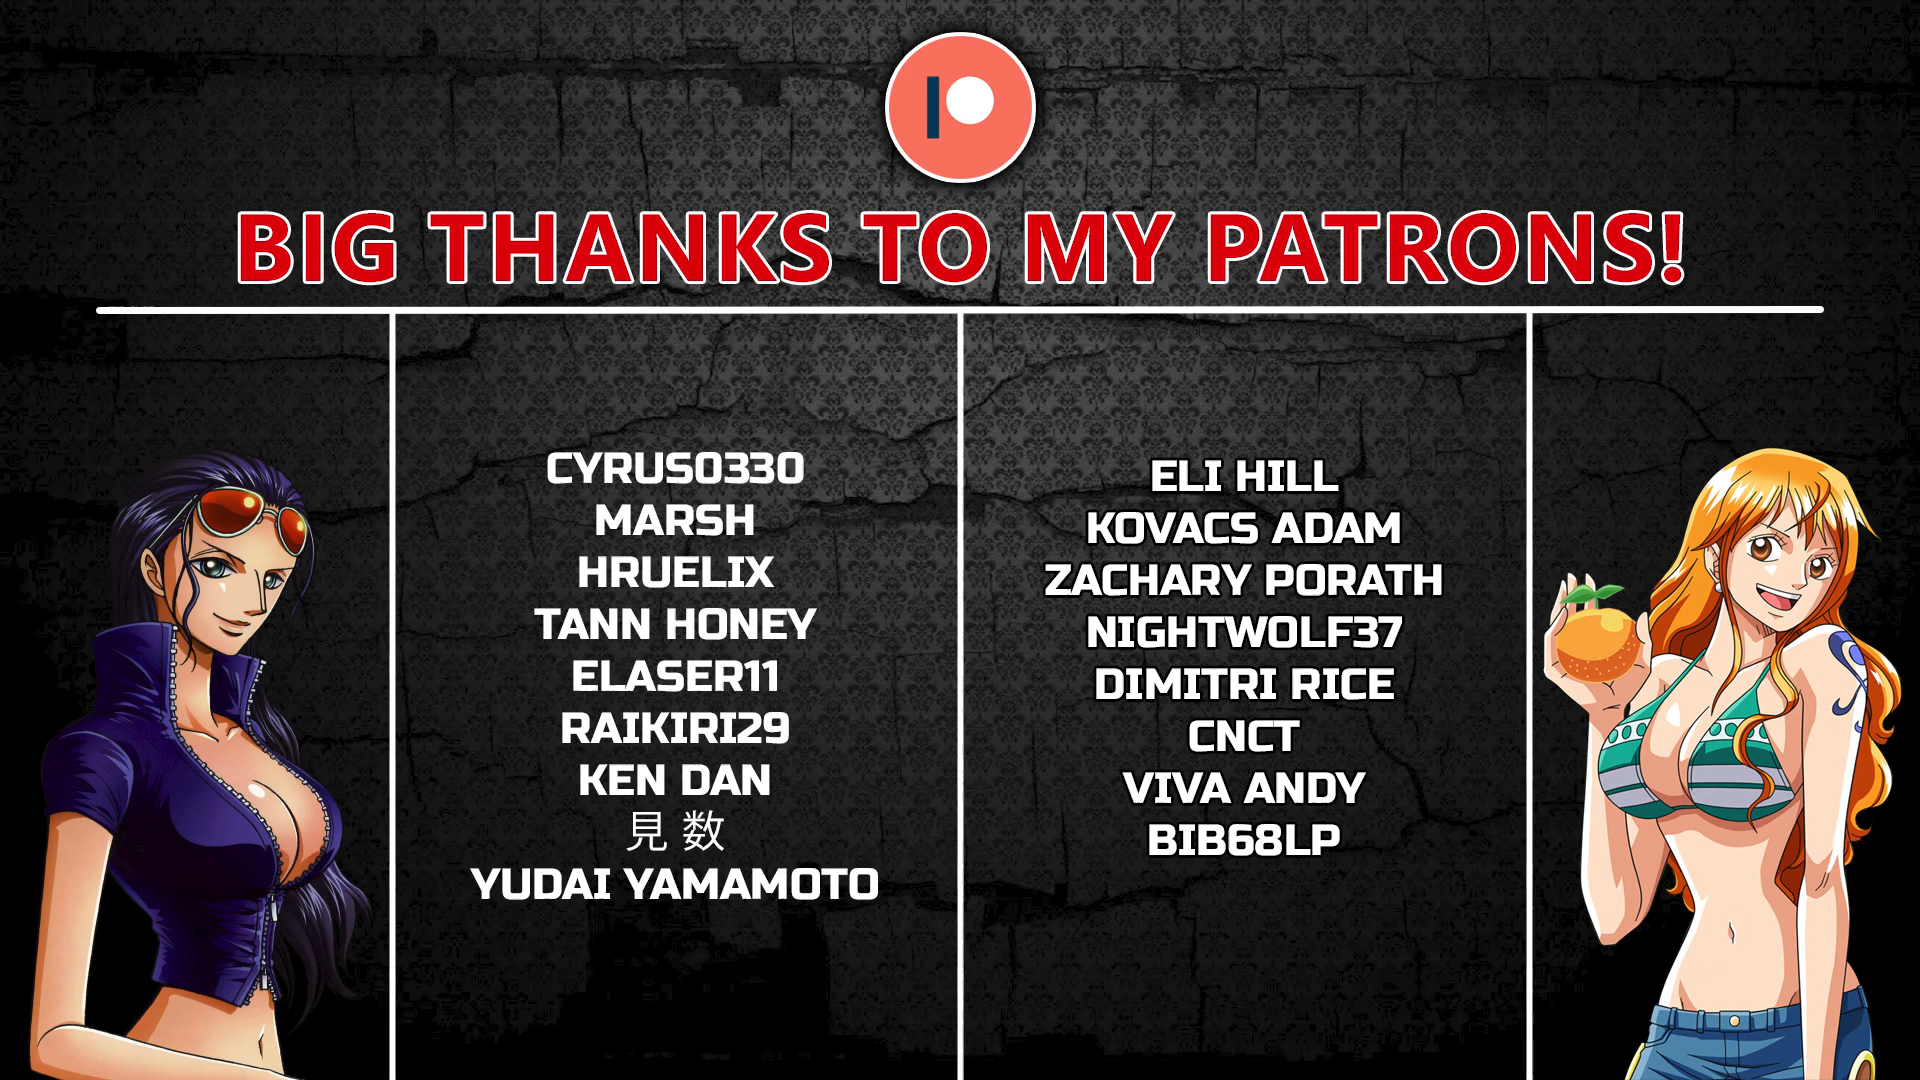 BIG THANKS TO MY PATRONS!
CYRUS0330
MARSH
HRUELIX
TANN HONEY
ELASER11
RAIKIRI29
KEN DAN
見 数
YUDAI YAMAMOTO
ELI HILL
KOVACS ADAM
ZACHARY PORATH
NIGHTWOLF37
DIMITRI RICE
CNCT
VIVA ANDY
BIB68LP